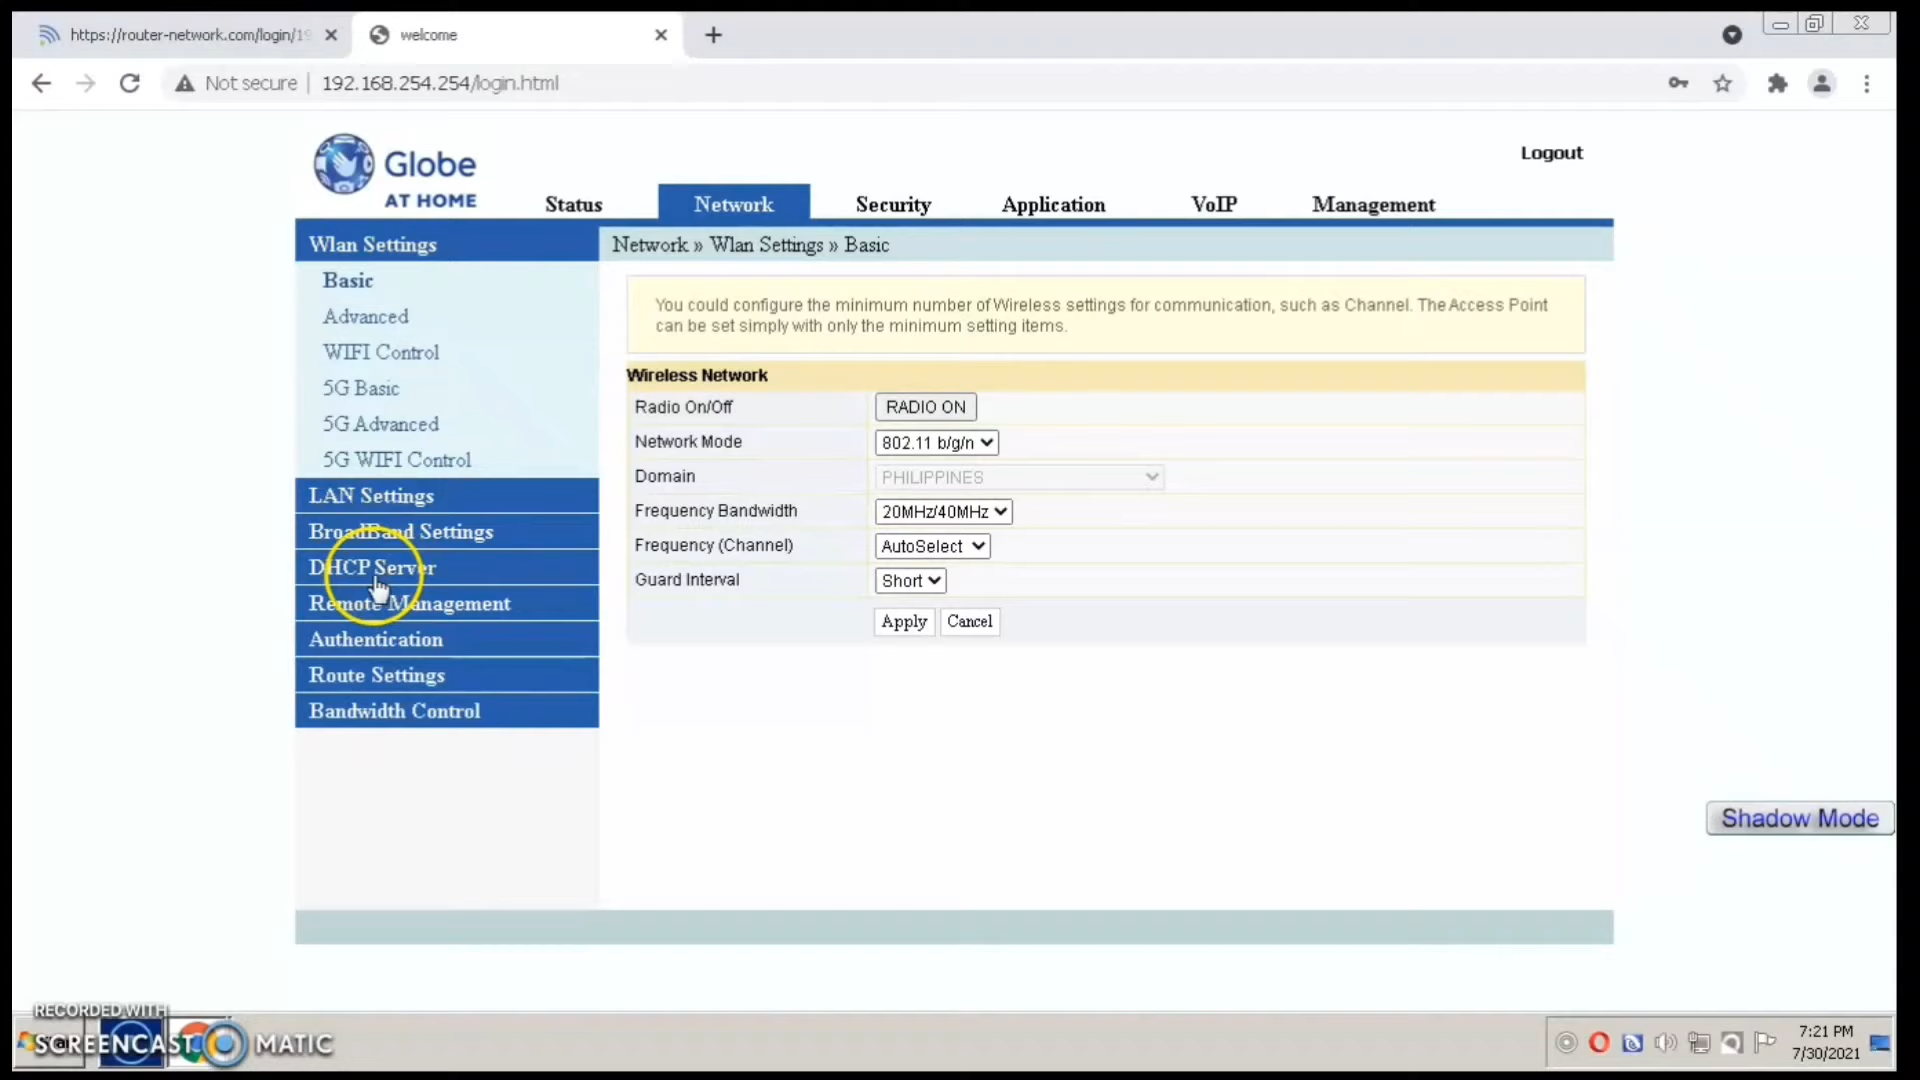 https://router-network.com/login/19
welcome
Not secure | 192.168.254.254/login.html
Globe
AT HOME
Logout
Status Network Security Application VoIP Management
Wlan Settings
Network » Wlan Settings » Basic
Basic
Advanced
WIFI Control
5G Basic
5G Advanced
5G WIFI Control
LAN Settings
BroadBand Settings
DHCP Server
Remote Management
Authentication
Route Settings
Bandwidth Control
You could configure the minimum number of Wireless settings for communication, such as Channel. The Access Point
can be set simply with only the minimum setting items.
Wireless Network
Radio On/Off RADIO ON
Network Mode 802.11 b/g/n
Domain PHILIPPINES
Frequency Bandwidth 20MHz/40MHz
Frequency (Channel) AutoSelect
Guard Interval Short
Apply Cancel
Shadow Mode
RECORDED WITH
SCREENCAST MATIC
7:21 PM
7/30/2021